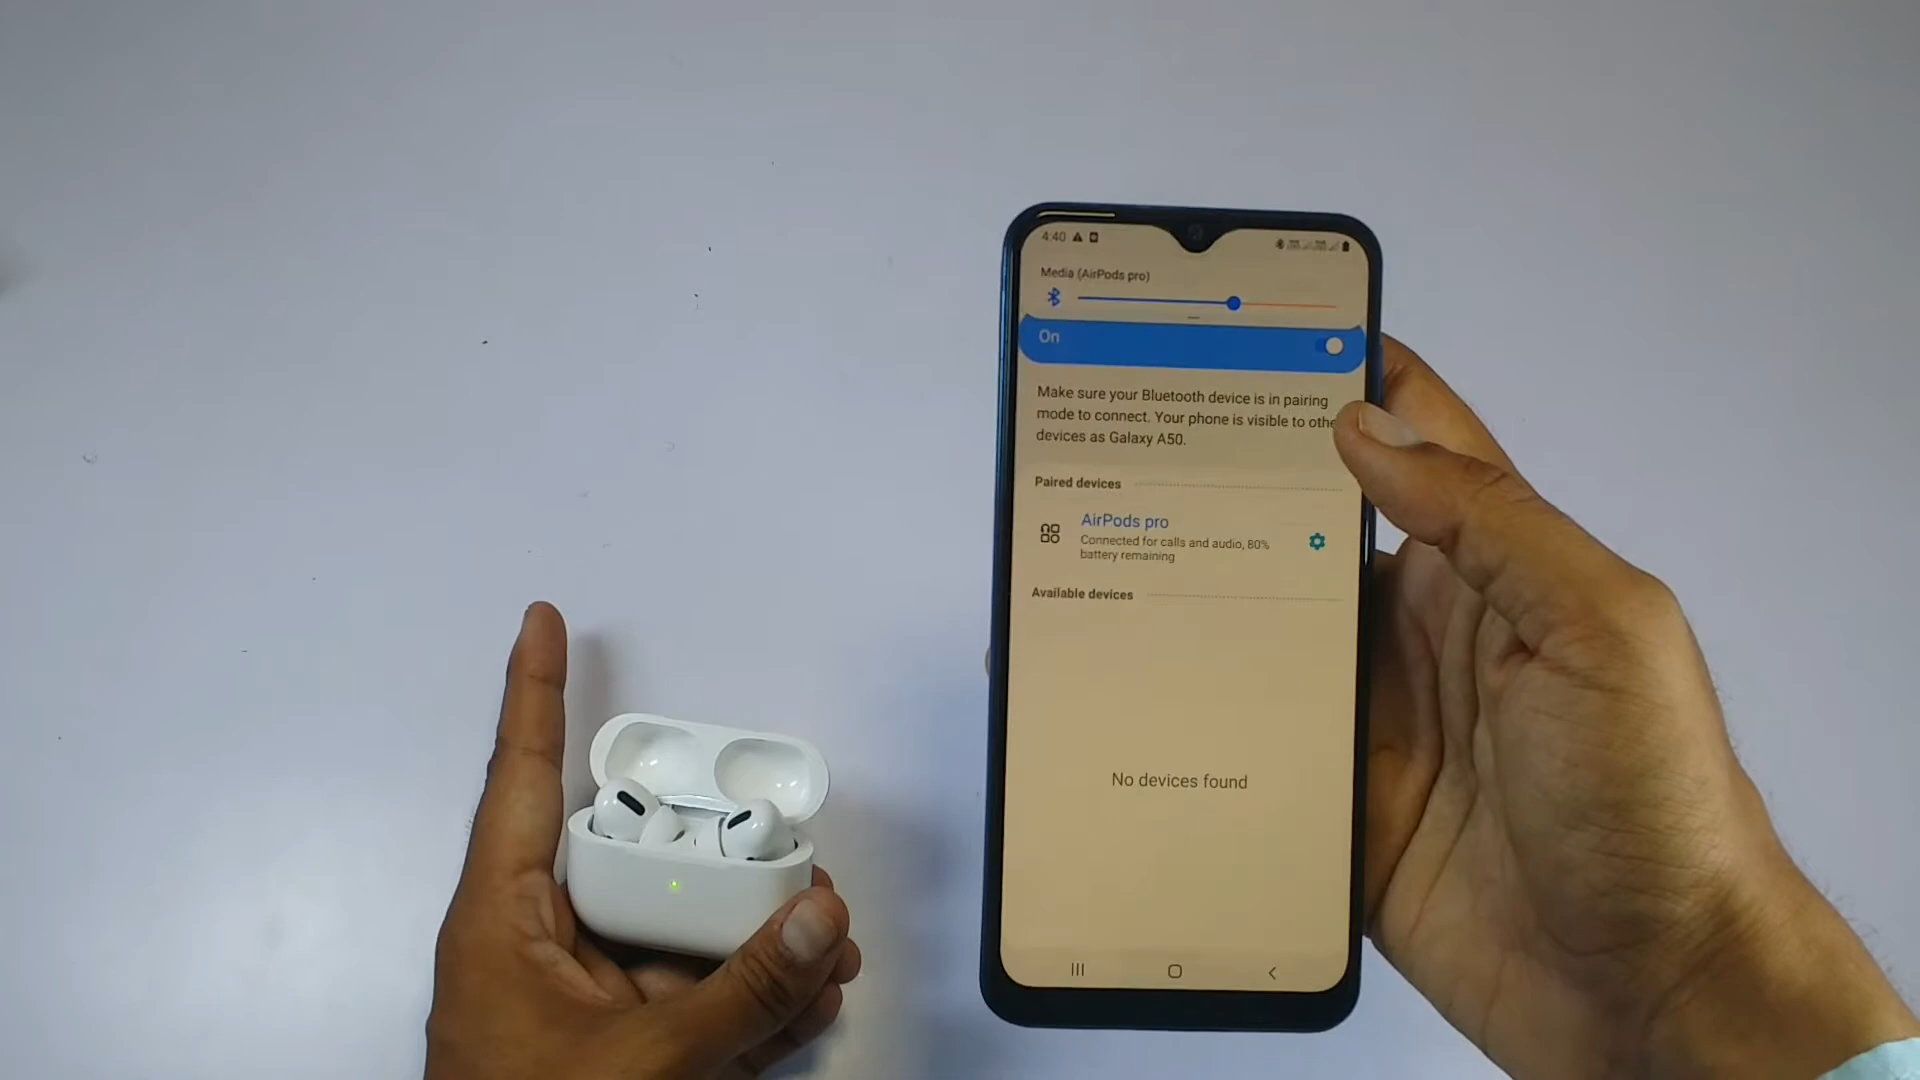 4:40
Media (AirPods pro)
On
Make sure your Bluetooth device is in pairing
mode to connect. Your phone is visible to othe
devices as Galaxy A50.
Paired devices
AirPods pro
Connected for calls and audio, 80%
battery remaining
Available devices
No devices found